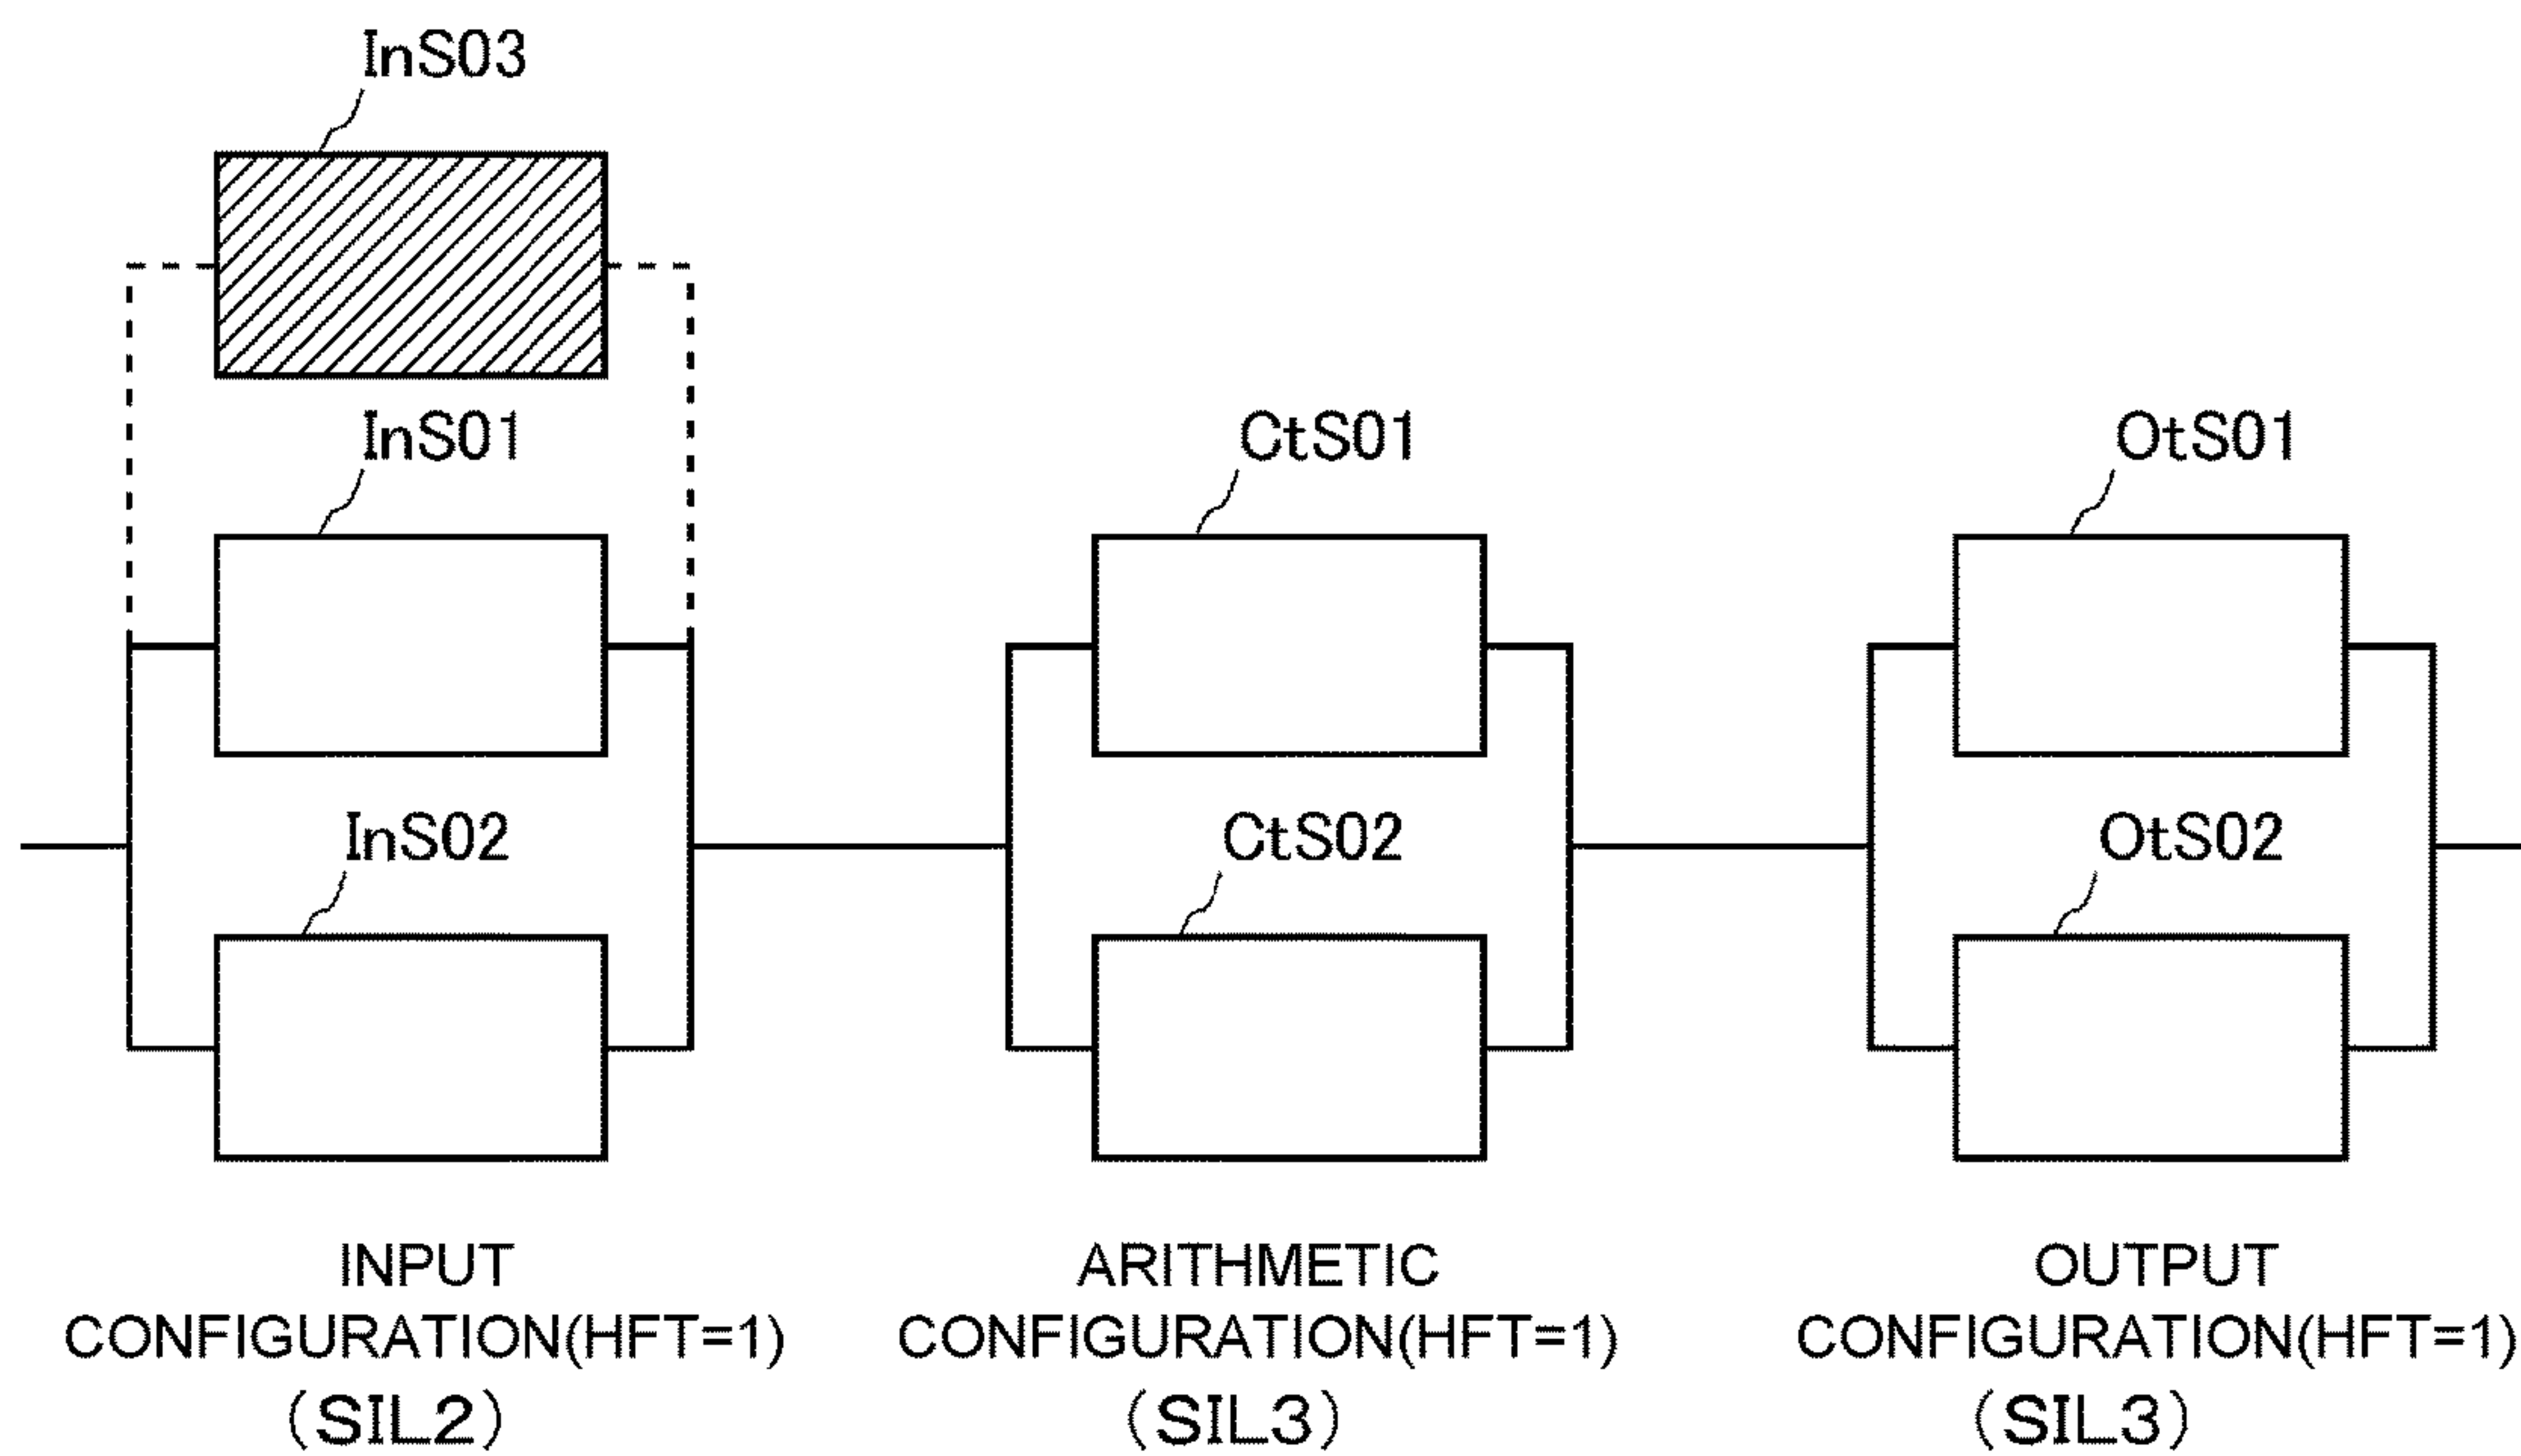 InS03
InS01
CtS01
OtS01
InS02
CtS02
OtS02
INPUT
CONFIGURATION(HFT=1)
(SIL2)
ARITHMETIC
CONFIGURATION(HFT=1)
(SIL3)
OUTPUT
CONFIGURATION(HFT=1)
(SIL3)